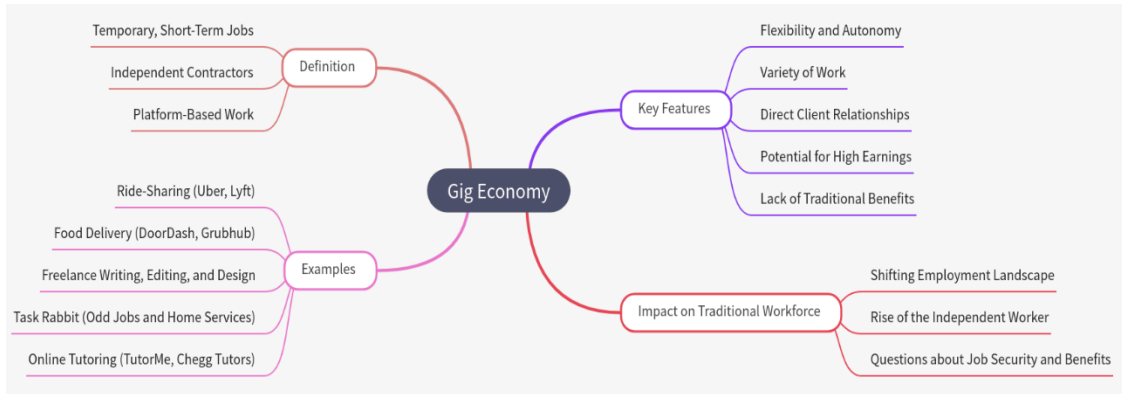 Gig Economy
Definition
Temporary, Short-Term Jobs
Independent Contractors
Platform-Based Work
Key Features
Flexibility and Autonomy
Variety of Work
Direct Client Relationships
Potential for High Earnings
Lack of Traditional Benefits
Examples
Ride-Sharing (Uber, Lyft)
Food Delivery (DoorDash, Grubhub)
Freelance Writing, Editing, and Design
Task Rabbit (Odd Jobs and Home Services)
Online Tutoring (TutorMe, Chegg Tutors)
Impact on Traditional Workforce
Shifting Employment Landscape
Rise of the Independent Worker
Questions about Job Security and Benefits